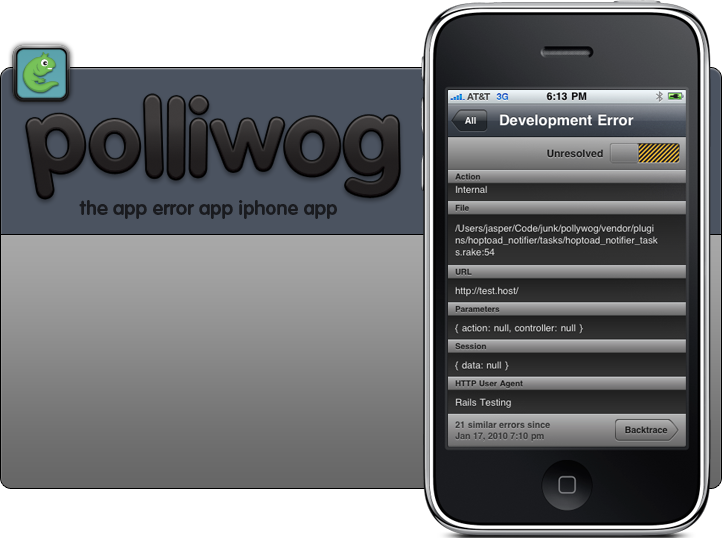 polliwog
the app error app iphone app
AT&T 3G 6:13 PM
All Development Error
Unresolved
Action
Internal
File
/Users/jasper/Code/junk/pollywog/vendor/plugi
ns/hoptoad_notifier/tasks/hoptoad_notifier_task
s.rake:54
URL
http://test.host/
Parameters
{ action: null, controller: null }
Session
{ data: null }
HTTP User Agent
Rails Testing
21 similar errors since
Jan 17, 2010 7:10 pm
Backtrace